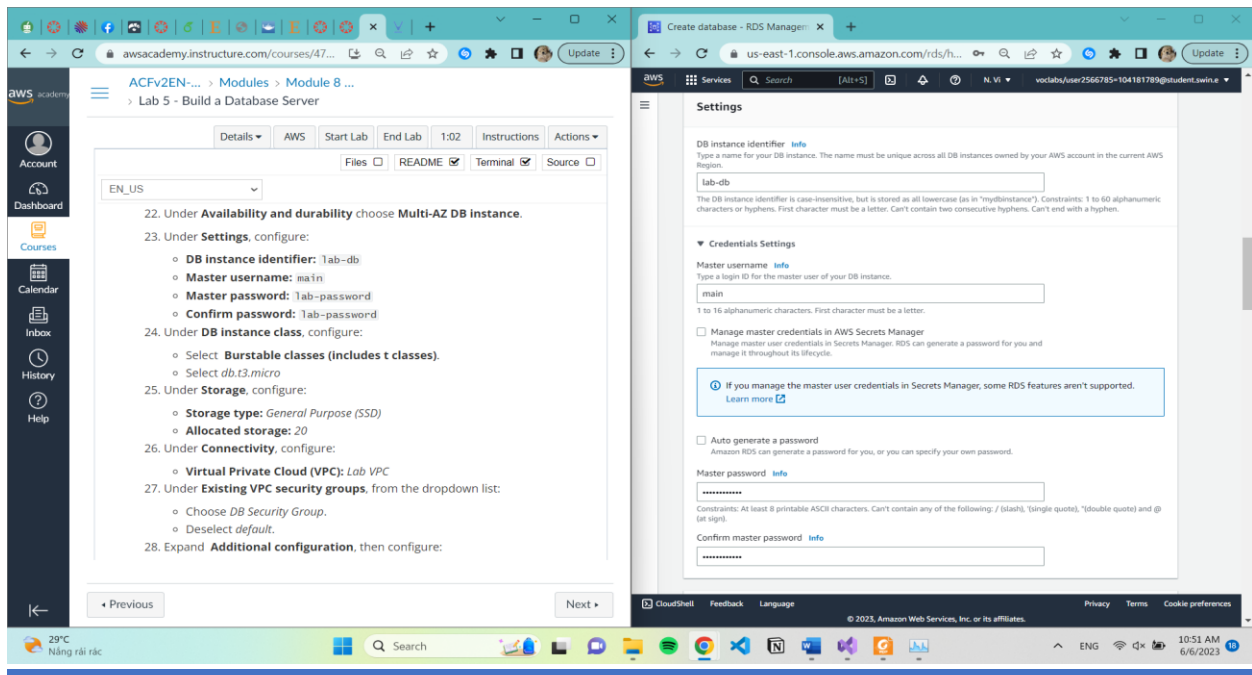 awsacademy.instructure.com/courses/47...
Update
aws academy
Account
Dashboard
Courses
Calendar
Inbox
History
Help
ACFv2EN-... > Modules > Module 8 ...
> Lab 5 - Build a Database Server
Details AWS Start Lab End Lab 1:02 Instructions Actions
Files README Terminal Source
EN_US
22. Under Availability and durability choose Multi-AZ DB instance.
23. Under Settings, configure:
DB instance identifier: lab-db
Master username: main
Master password: lab-password
Confirm password: lab-password
24. Under DB instance class, configure:
Select Burstable classes (includes t classes).
Select db.t3.micro
25. Under Storage, configure:
Storage type: General Purpose (SSD)
Allocated storage: 20
26. Under Connectivity, configure:
Virtual Private Cloud (VPC): Lab VPC
27. Under Existing VPC security groups, from the dropdown list:
Choose DB Security Group.
Deselect default.
28. Expand Additional configuration, then configure:
Previous
Next
Create database - RDS Managem
us-east-1.console.aws.amazon.com/rds/h...
Update
aws Services Search [Alt+S] N. Vi voclabs/user2566785=104181789@student.swin.e
Settings
DB instance identifier Info
Type a name for your DB instance. The name must be unique across all DB instances owned by your AWS account in the current AWS
Region.
lab-db
The DB instance identifier is case-insensitive, but is stored as all lowercase (as in "mydbinstance"). Constraints: 1 to 60 alphanumeric
characters or hyphens. First character must be a letter. Can't contain two consecutive hyphens. Can't end with a hyphen.
Credentials Settings
Master username Info
Type a login ID for the master user of your DB instance.
main
1 to 16 alphanumeric characters. First character must be a letter.
Manage master credentials in AWS Secrets Manager
Manage master user credentials in Secrets Manager. RDS can generate a password for you and
manage it throughout its lifecycle.
If you manage the master user credentials in Secrets Manager, some RDS features aren't supported.
Learn more
Auto generate a password
Amazon RDS can generate a password for you, or you can specify your own password.
Master password Info
••••••••••••
Constraints: At least 8 printable ASCII characters. Can't contain any of the following: / (slash), '(single quote), "(double quote) and @
(at sign).
Confirm master password Info
••••••••••••
CloudShell Feedback Language Privacy Terms Cookie preferences
© 2023, Amazon Web Services, Inc. or its affiliates.
29°C
Nắng rải rác
Search
ENG
10:51 AM
6/6/2023
18